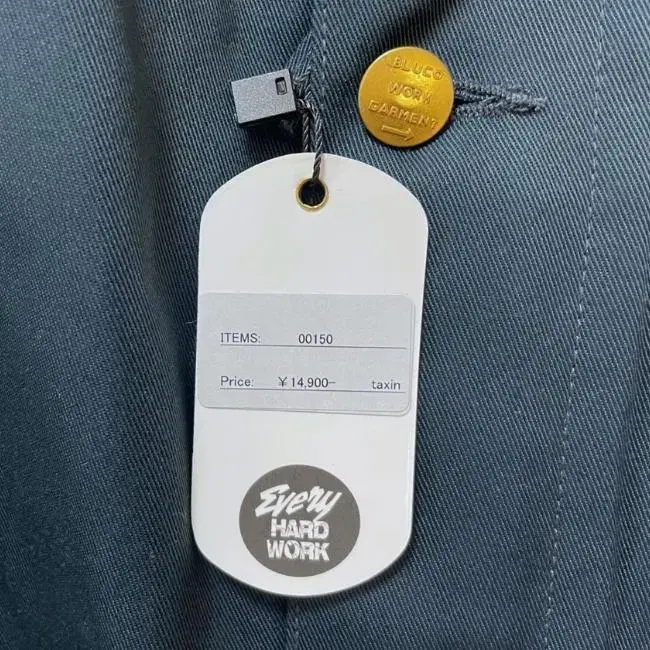 BLUCO
WORK
GARMENT
ITEMS: 00150
Price: ¥14,900- taxin
Every
HARD
WORK